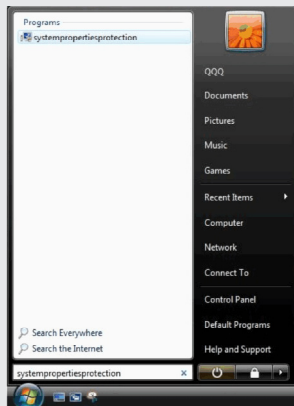 Programs
systempropertiesprotection
Search Everywhere
Search the Internet
systempropertiesprotection
QQQ
Documents
Pictures
Music
Games
Recent Items
Computer
Network
Connect To
Control Panel
Default Programs
Help and Support